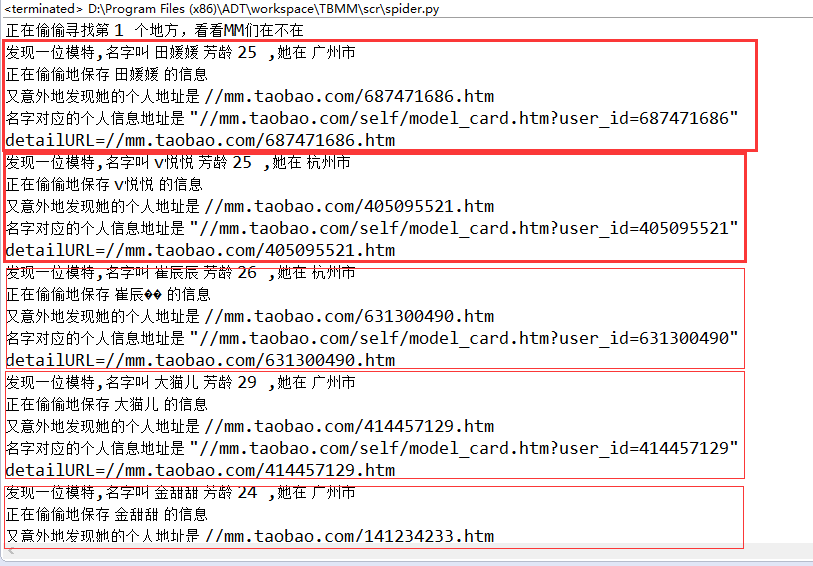 <terminated> D:\Program Files (x86)\ADT\workspace\TBMM\scr\spider.py
正在偷偷寻找第 1 个地方，看看MM们在不在
发现一位模特,名字叫 田媛媛 芳龄 25 ,她在 广州市
正在偷偷地保存 田媛媛 的信息
又意外地发现她的个人地址是 //mm.taobao.com/687471686.htm
名字对应的个人信息地址是 "//mm.taobao.com/self/model_card.htm?user_id=687471686"
detailURL=//mm.taobao.com/687471686.htm
发现一位模特,名字叫 v悦悦 芳龄 25 ,她在 杭州市
正在偷偷地保存 v悦悦 的信息
又意外地发现她的个人地址是 //mm.taobao.com/405095521.htm
名字对应的个人信息地址是 "//mm.taobao.com/self/model_card.htm?user_id=405095521"
detailURL=//mm.taobao.com/405095521.htm
发现一位模特,名字叫 崔辰辰 芳龄 26 ,她在 杭州市
正在偷偷地保存 崔辰�� 的信息
又意外地发现她的个人地址是 //mm.taobao.com/631300490.htm
名字对应的个人信息地址是 "//mm.taobao.com/self/model_card.htm?user_id=631300490"
detailURL=//mm.taobao.com/631300490.htm
发现一位模特,名字叫 大猫儿 芳龄 29 ,她在 广州市
正在偷偷地保存 大猫儿 的信息
又意外地发现她的个人地址是 //mm.taobao.com/414457129.htm
名字对应的个人信息地址是 "//mm.taobao.com/self/model_card.htm?user_id=414457129"
detailURL=//mm.taobao.com/414457129.htm
发现一位模特,名字叫 金甜甜 芳龄 24 ,她在 广州市
正在偷偷地保存 金甜甜 的信息
又意外地发现她的个人地址是 //mm.taobao.com/141234233.htm